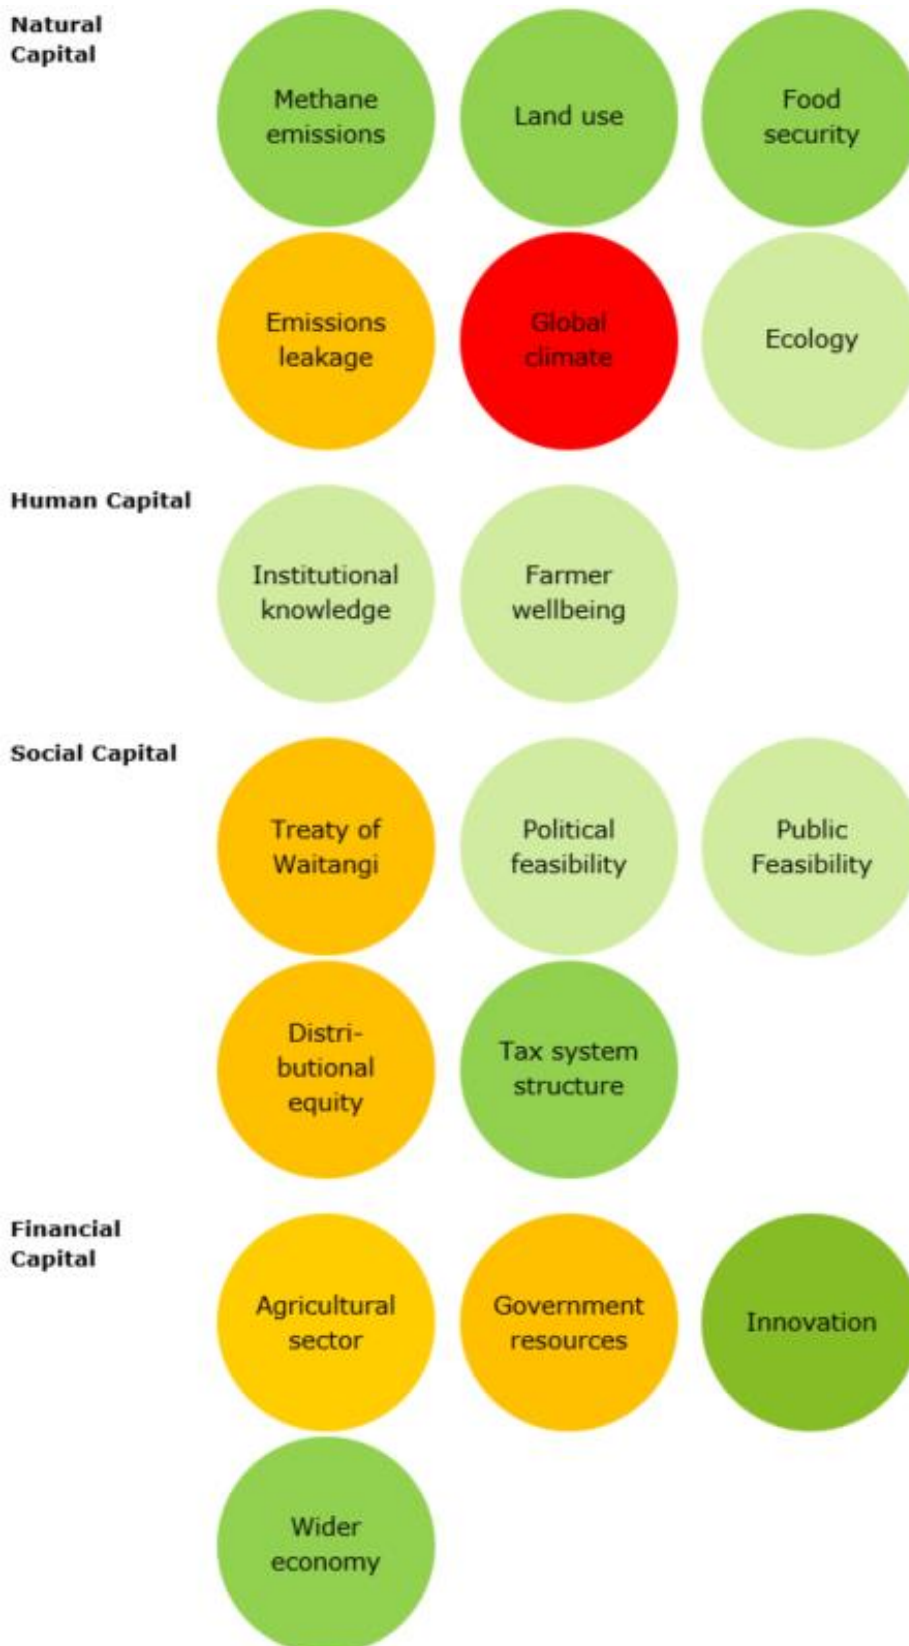 Natural
Capital
Methane
emissions
Land use
Food
security
Emissions
leakage
Global
climate
Ecology
Human Capital
Institutional
knowledge
Farmer
wellbeing
Social Capital
Treaty of
Waitangi
Political
feasibility
Public
Feasibility
Distri-
butional
equity
Tax system
structure
Financial
Capital
Agricultural
sector
Government
resources
Innovation
Wider
economy